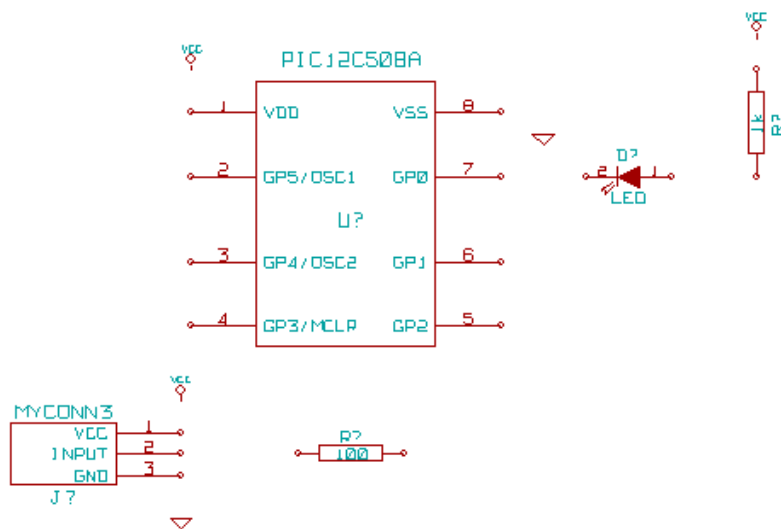 VCC
VCC
PIC12C508A
1 VDD VSS 8
2 GP5/OSC1 GP0 7
U?
3 GP4/OSC2 GP1 6
4 GP3/MCLR GP2 5
D?
2 1
LED
1k R?
VCC
MYCONN3
VCC 1
INPUT 2
GND 3
J?
R?
100